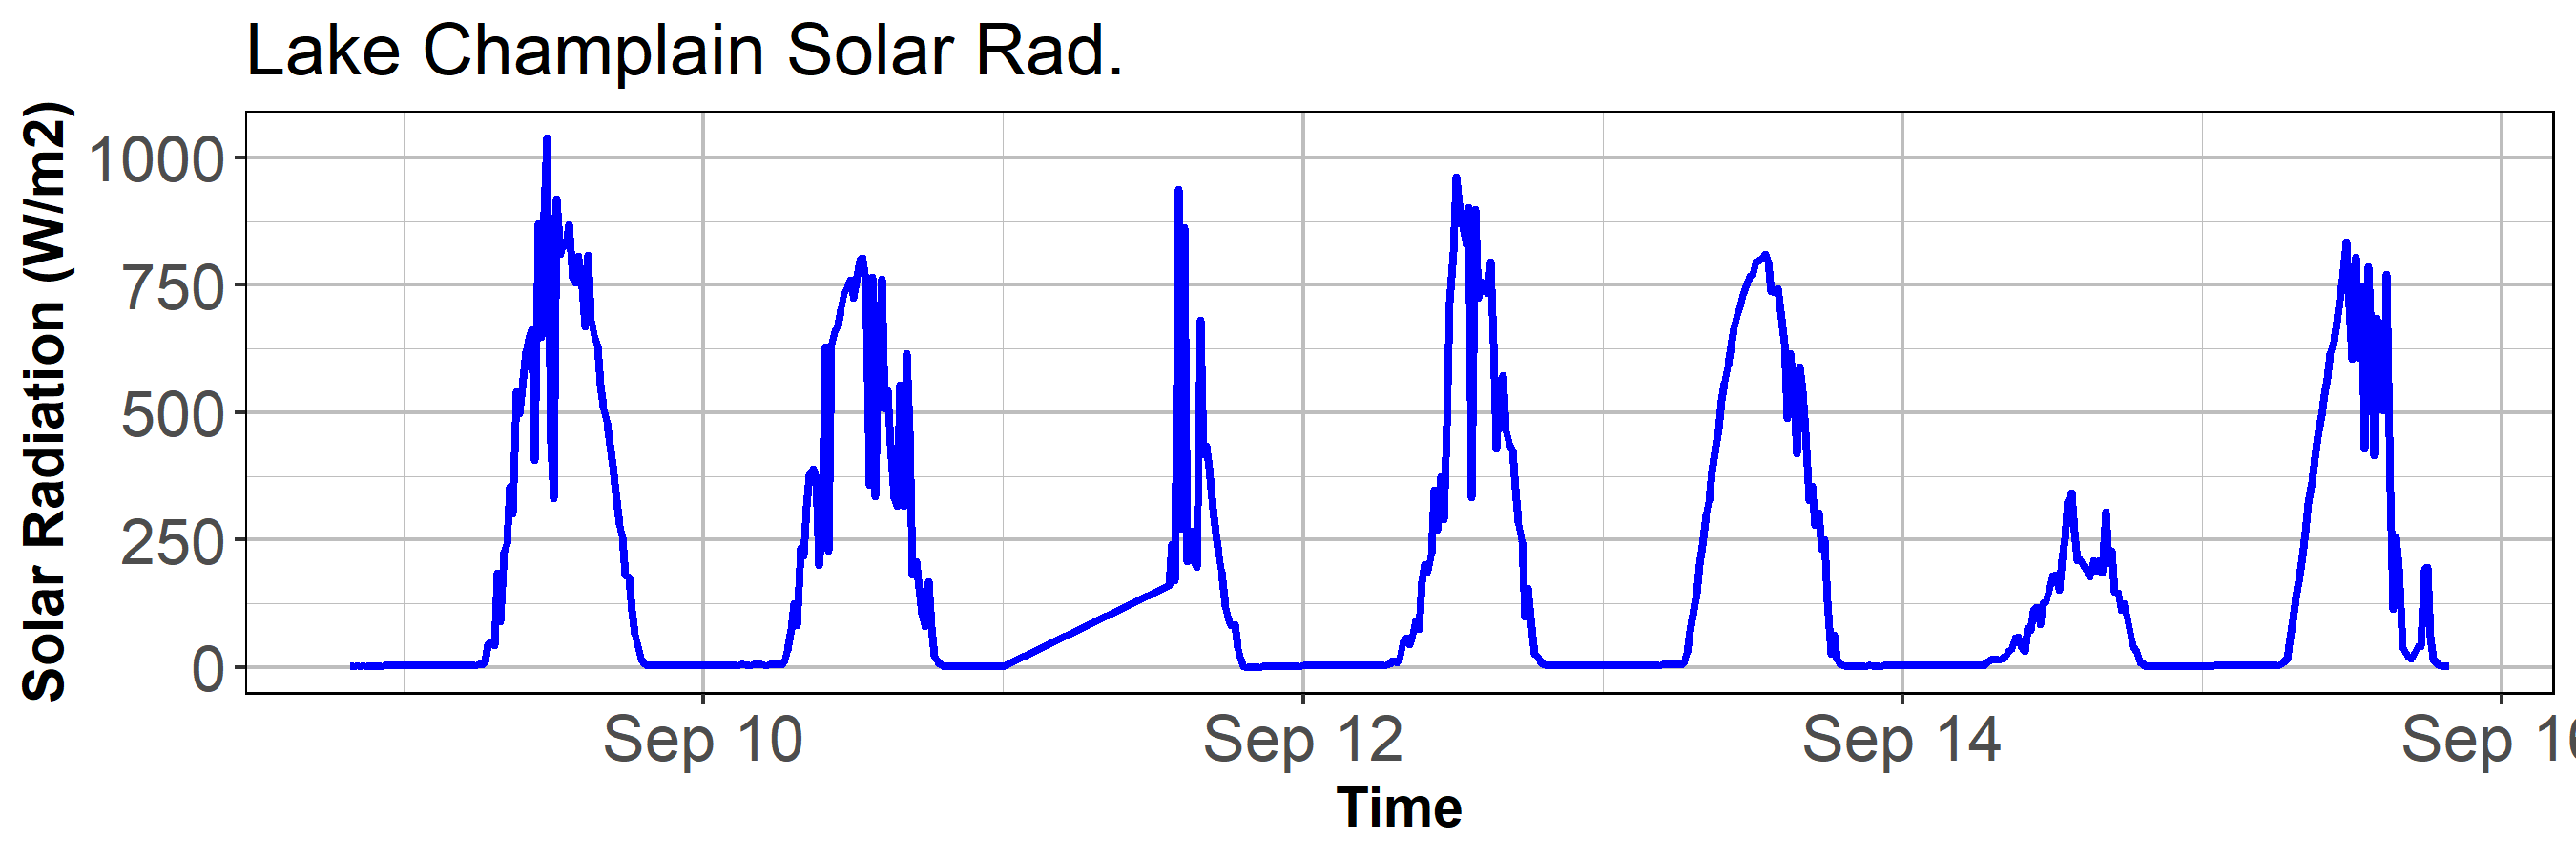 Lake Champlain Solar Rad.
Solar Radiation (W/m2)
1000
750
500
250
0
Sep 10 Sep 12 Sep 14 Sep
Time